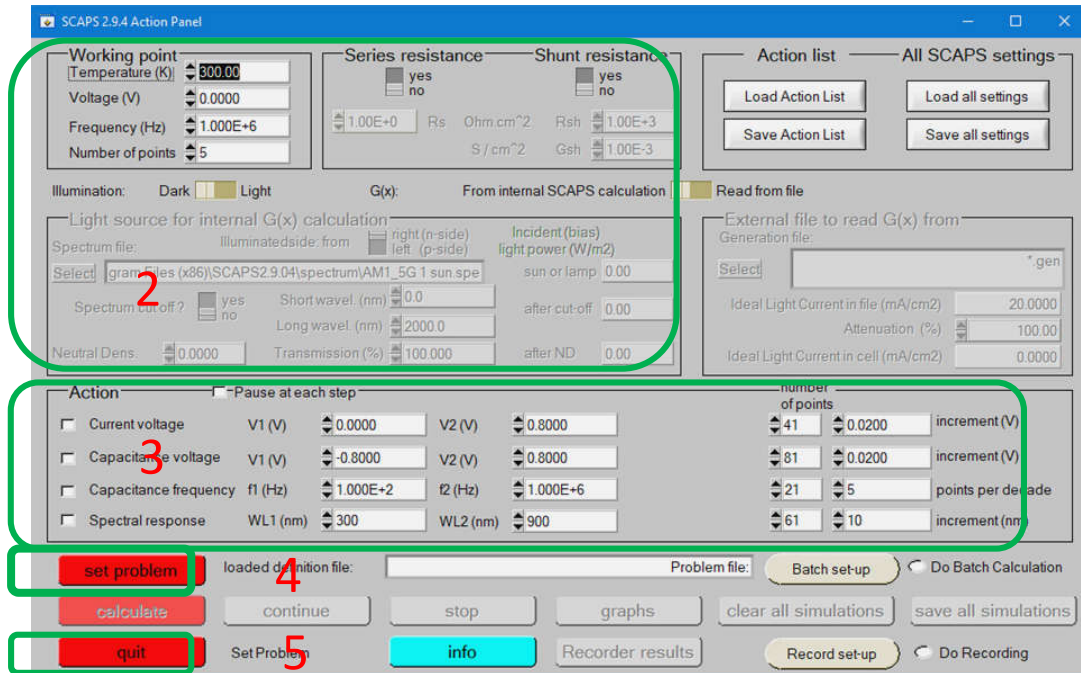 SCAPS 2.9.4 Action Panel
Working point
Series resistance
Shunt resistance
Action list
All SCAPS settings
Temperature (K) 300.00
yes
no
yes
no
Voltage (V) 0.0000
Load Action List
Load all settings
Frequency (Hz) 1.000E+6
1.00E+0 Rs Ohm.cm^2 Rsh 1.00E+3
Number of points 5
S / cm^2 Gsh 1.00E-3
Save Action List
Save all settings
Illumination: Dark Light G(x): From internal SCAPS calculation Read from file
Light source for internal G(x) calculation
External file to read G(x) from
Spectrum file:
Illuminatedside: from right (n-side)
left (p-side)
Incident (bias)
light power (W/m2)
Generation file:
Select gram Files (x86)\SCAPS2.9.04\spectrum\AM1_5G 1 sun.spe
sun or lamp 0.00
Select *.gen
2
Spectrum cut off ? yes
no
Short wavel. (nm) 0.0
after cut-off 0.00
Ideal Light Current in file (mA/cm2) 20.0000
Long wavel. (nm) 2000.0
Attenuation (%) 100.00
Neutral Dens. 0.0000 Transmission (%) 100.000 after ND 0.00
Ideal Light Current in cell (mA/cm2) 0.0000
Action Pause at each step number
of points
Current voltage V1 (V) 0.0000 V2 (V) 0.8000 41 0.0200 increment (V)
3
Capacitance voltage V1 (V) -0.8000 V2 (V) 0.8000 81 0.0200 increment (V)
Capacitance frequency f1 (Hz) 1.000E+2 f2 (Hz) 1.000E+6 21 5 points per decade
Spectral response WL1 (nm) 300 WL2 (nm) 900 61 10 increment (nm)
set problem loaded definition file: Problem file: Batch set-up Do Batch Calculation
4
calculate continue stop graphs clear all simulations save all simulations
quit Set Problem info Recorder results Record set-up Do Recording
5